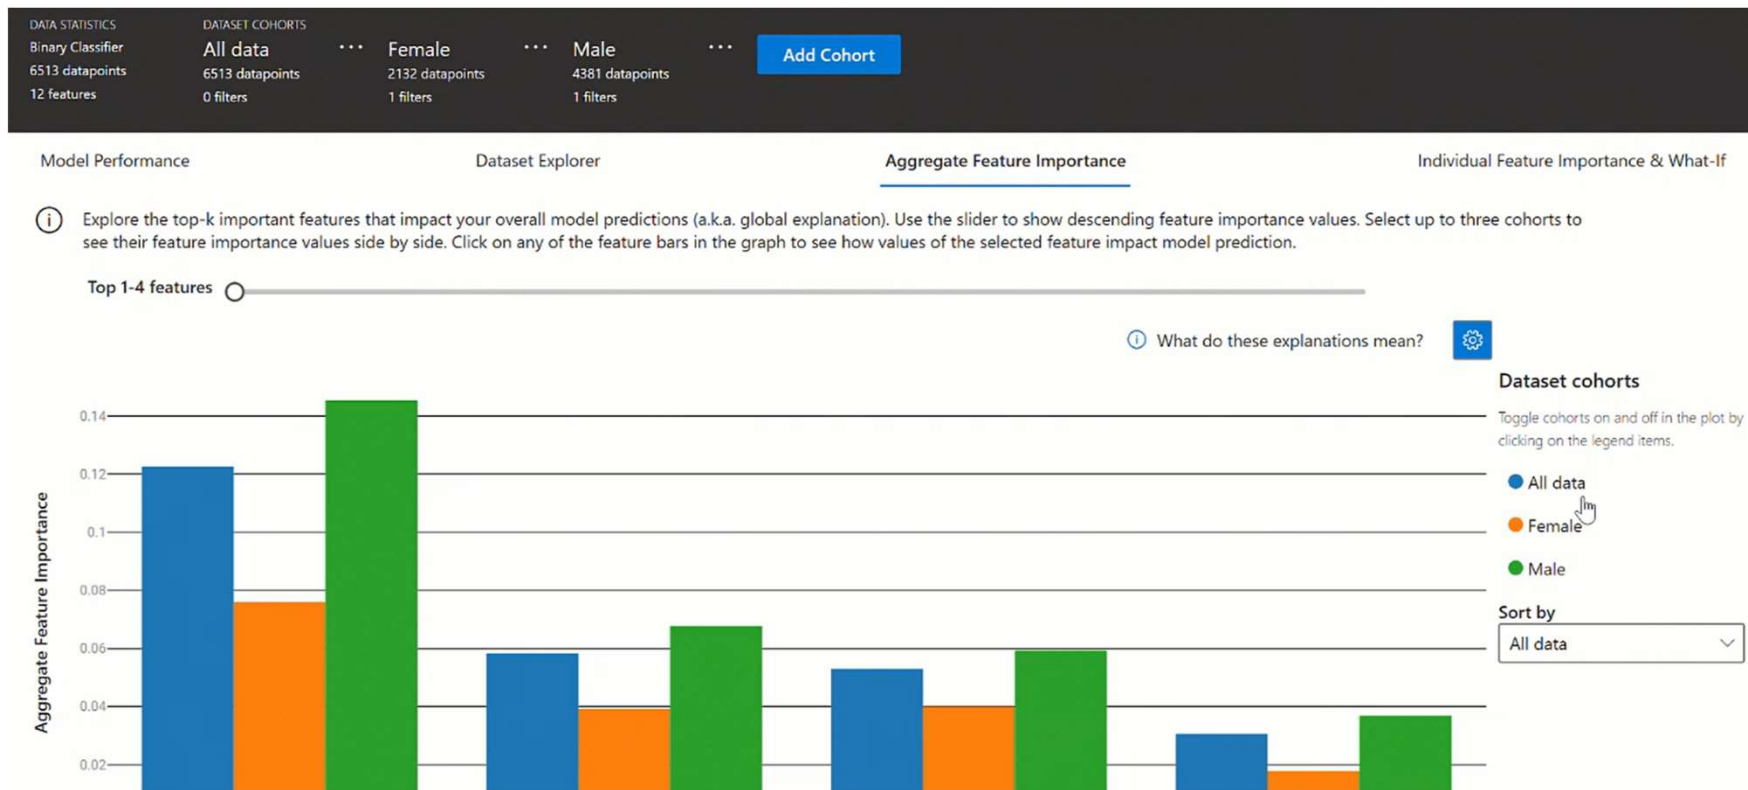 DATA STATISTICS
Binary Classifier
6513 datapoints
12 features
DATASET COHORTS
All data
6513 datapoints
0 filters
Female
2132 datapoints
1 filters
Male
4381 datapoints
1 filters
Add Cohort
Model Performance
Dataset Explorer
Aggregate Feature Importance
Individual Feature Importance & What-If
Explore the top-k important features that impact your overall model predictions (a.k.a. global explanation). Use the slider to show descending feature importance values. Select up to three cohorts to
see their feature importance values side by side. Click on any of the feature bars in the graph to see how values of the selected feature impact model prediction.
Top 1-4 features
What do these explanations mean?
Aggregate Feature Importance
0.14
0.12
0.1
0.08
0.06
0.04
0.02
Dataset cohorts
Toggle cohorts on and off in the plot by
clicking on the legend items.
All data
Female
Male
Sort by
All data